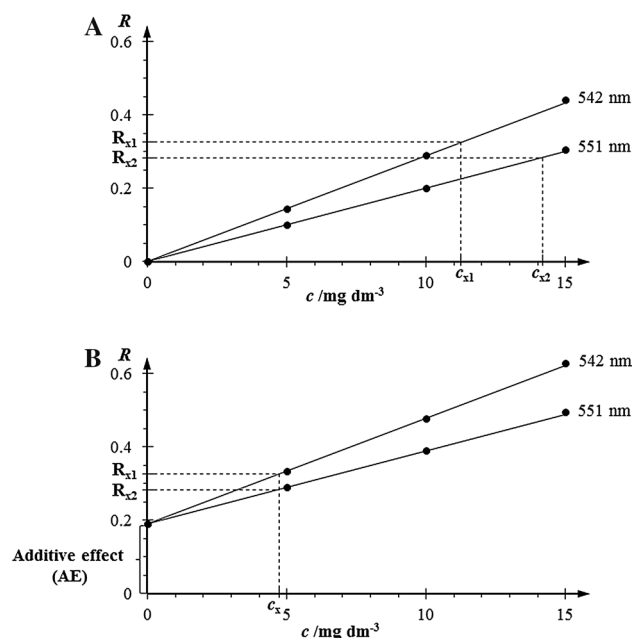 A
R
0.6
542 nm
0.4
551 nm
Rx1
Rx2
0.2
0
0 5 10 cx1 cx2 15
c /mg dm-3
B
R
0.6
542 nm
551 nm
0.4
Rx1
Rx2
0.2
Additive effect
(AE)
0
0 cx 5 10 15
c /mg dm-3